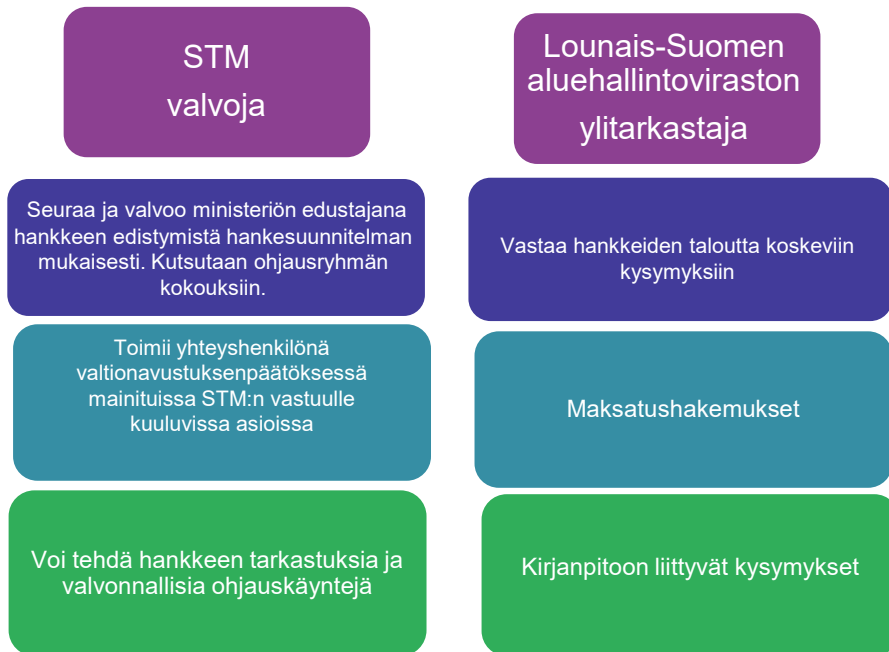 STM
valvoja
Seuraa ja valvoo ministeriön edustajana
hankkeen edistymistä hankesuunnitelman
mukaisesti. Kutsutaan ohjausryhmän
kokouksiin.
Toimii yhteyshenkilönä
valtionavustuksenpäätöksessä
mainituissa STM:n vastuulle
kuuluvissa asioissa
Voi tehdä hankkeen tarkastuksia ja
valvonnallisia ohjauskäyntejä
Lounais-Suomen
aluehallintoviraston
ylitarkastaja
Vastaa hankkeiden taloutta koskeviin
kysymyksiin
Maksatushakemukset
Kirjanpitoon liittyvät kysymykset